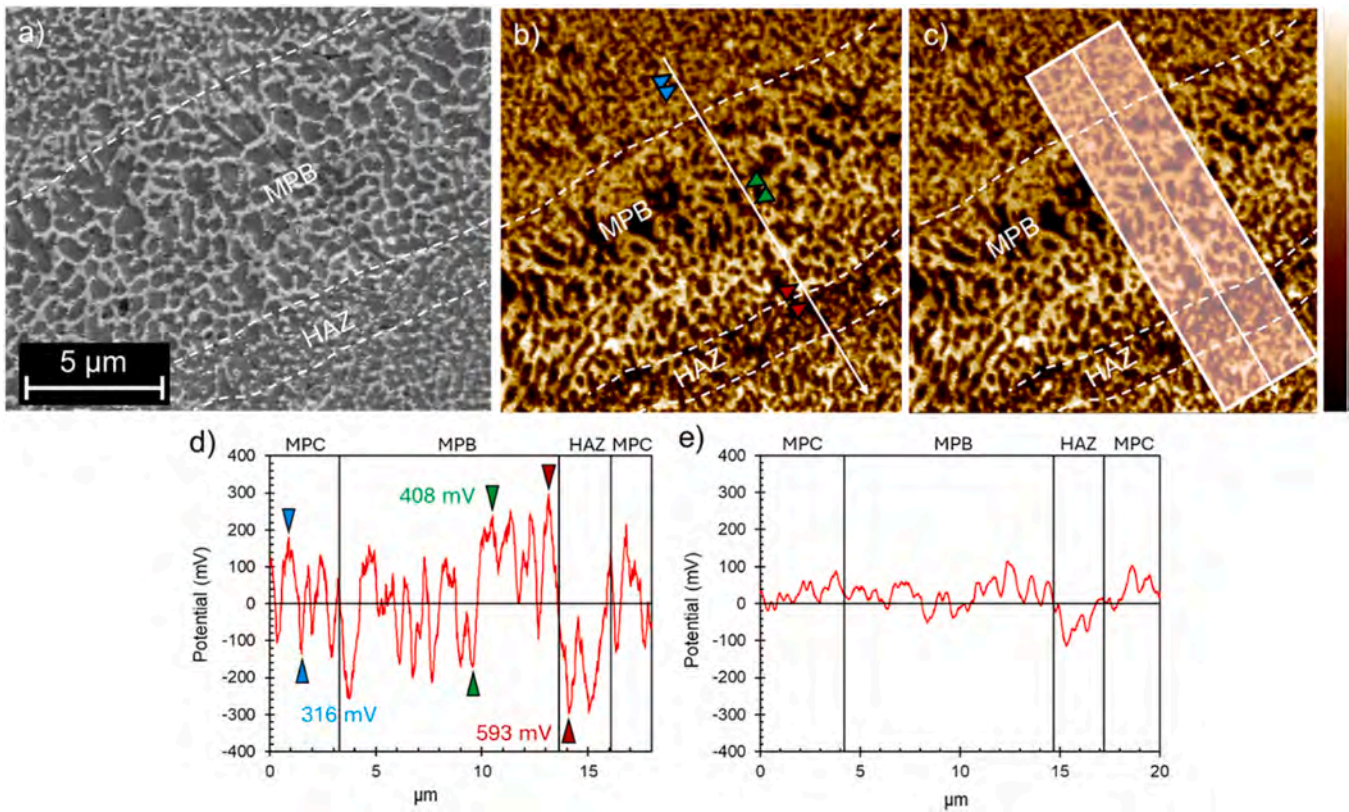 a)
MPB
HAZ
5 µm
b)
MPB
HAZ
c)
MPB
HAZ
d)
MPC MPB HAZ MPC
Potential (mV)
400
300
200
100
0
-100
-200
-300
-400
408 mV
316 mV
593 mV
0 5 10 15
µm
e)
MPC MPB HAZ MPC
Potential (mV)
400
300
200
100
0
-100
-200
-300
-400
0 5 10 15 20
µm